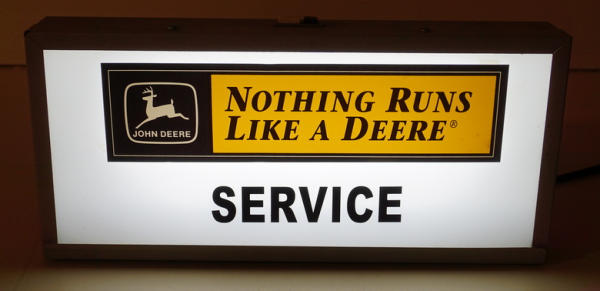 JOHN DEERE
NOTHING RUNS
LIKE A DEERE®
SERVICE